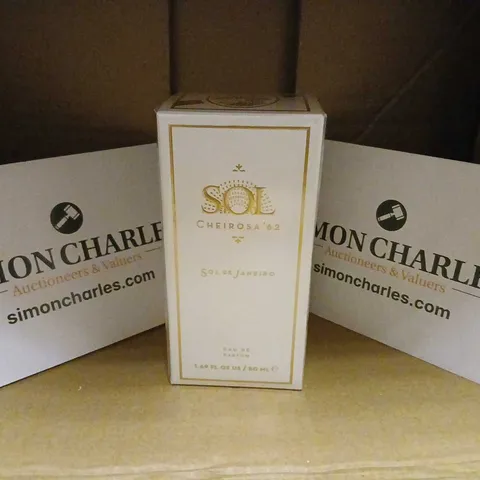 SOL
CHEIROSA '62
SOL DE JANEIRO
EAU DE
PARFUM
1.69 FL OZ US / 50 mL ℮
MON CHARLES
Auctioneers & Valuers
simoncharles.com
MON CHARLE
Auctioneers & Valuers
simoncharles.com